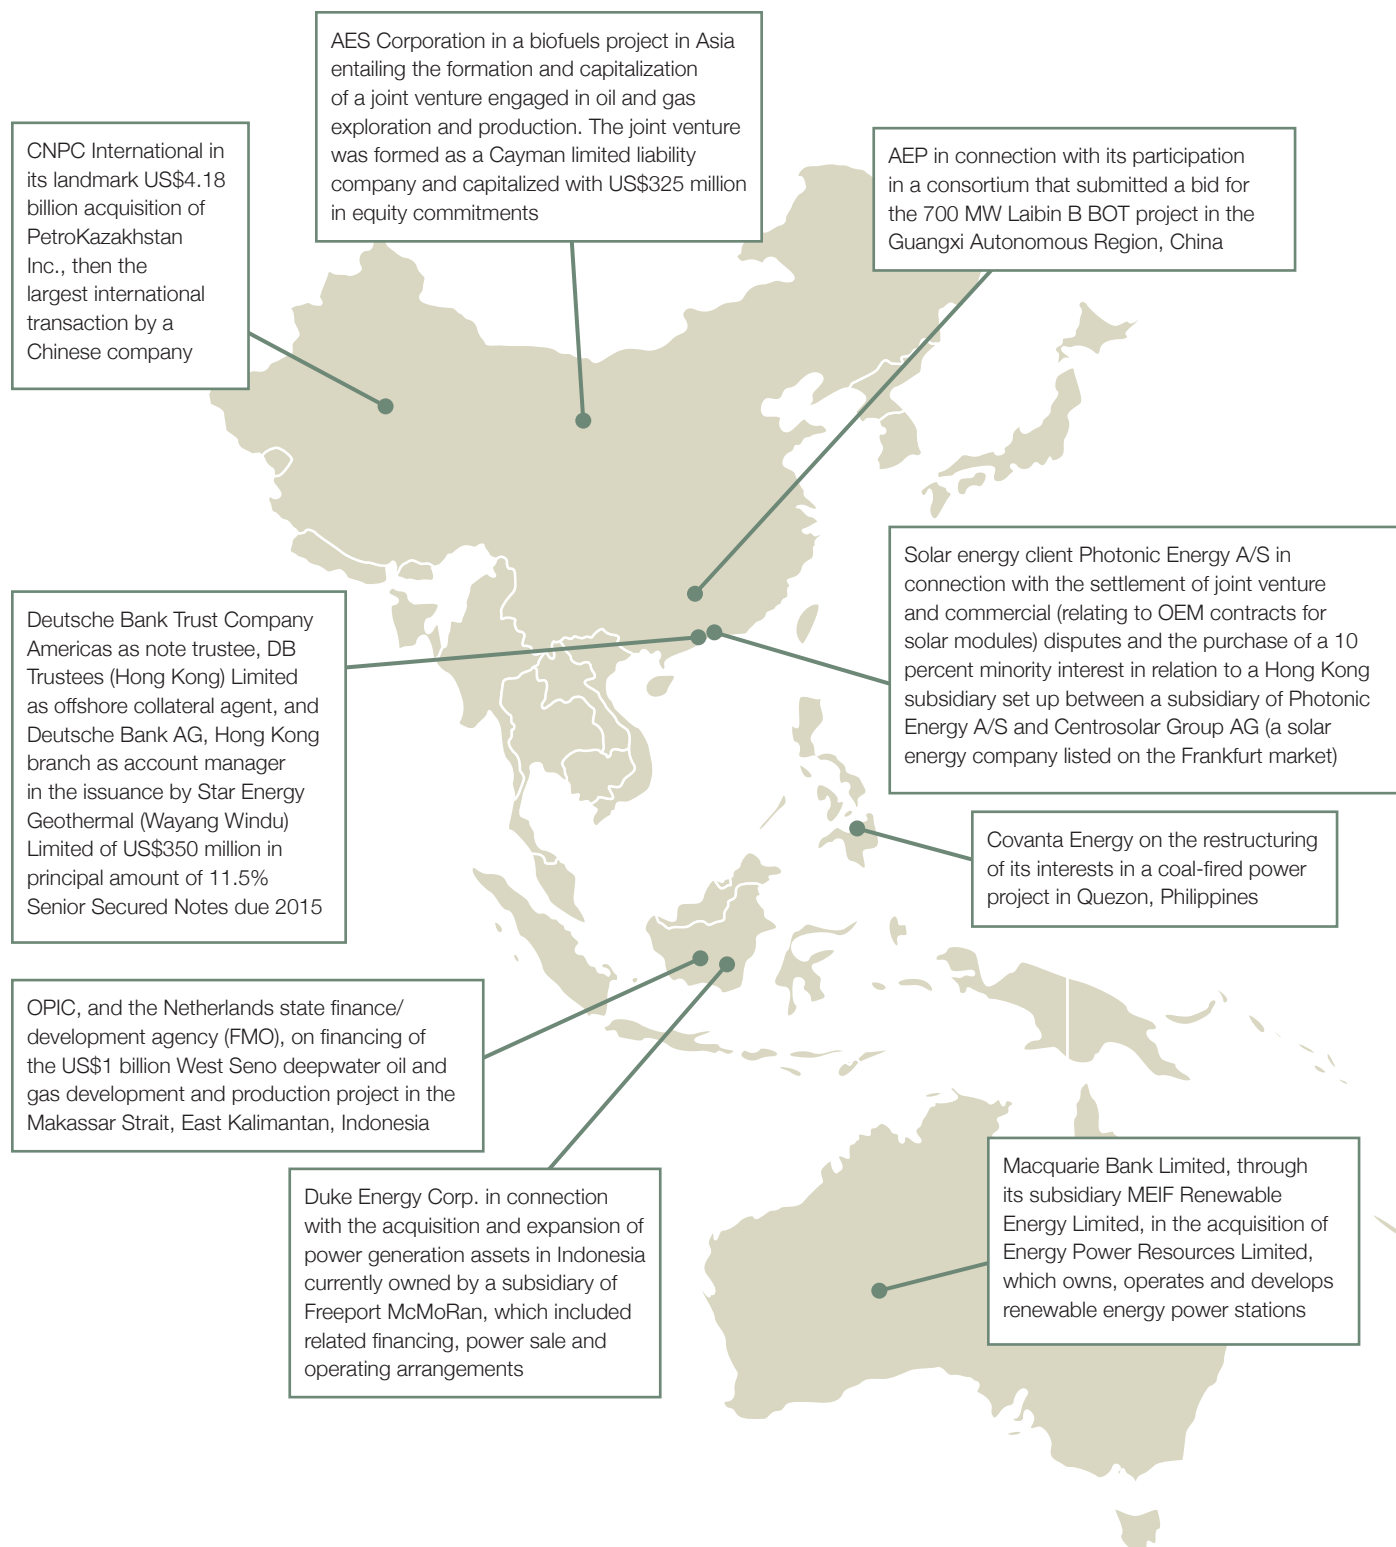 AES Corporation in a biofuels project in Asia
entailing the formation and capitalization
of a joint venture engaged in oil and gas
exploration and production. The joint venture
was formed as a Cayman limited liability
company and capitalized with US$325 million
in equity commitments
CNPC International in
its landmark US$4.18
billion acquisition of
PetroKazakhstan
Inc., then the
largest international
transaction by a
Chinese company
AEP in connection with its participation
in a consortium that submitted a bid for
the 700 MW Laibin B BOT project in the
Guangxi Autonomous Region, China
Solar energy client Photonic Energy A/S in
connection with the settlement of joint venture
and commercial (relating to OEM contracts for
solar modules) disputes and the purchase of a 10
percent minority interest in relation to a Hong Kong
subsidiary set up between a subsidiary of Photonic
Energy A/S and Centrosolar Group AG (a solar
energy company listed on the Frankfurt market)
Deutsche Bank Trust Company
Americas as note trustee, DB
Trustees (Hong Kong) Limited
as offshore collateral agent, and
Deutsche Bank AG, Hong Kong
branch as account manager
in the issuance by Star Energy
Geothermal (Wayang Windu)
Limited of US$350 million in
principal amount of 11.5%
Senior Secured Notes due 2015
Covanta Energy on the restructuring
of its interests in a coal-fired power
project in Quezon, Philippines
OPIC, and the Netherlands state finance/
development agency (FMO), on financing of
the US$1 billion West Seno deepwater oil and
gas development and production project in the
Makassar Strait, East Kalimantan, Indonesia
Macquarie Bank Limited, through
its subsidiary MEIF Renewable
Energy Limited, in the acquisition of
Energy Power Resources Limited,
which owns, operates and develops
renewable energy power stations
Duke Energy Corp. in connection
with the acquisition and expansion of
power generation assets in Indonesia
currently owned by a subsidiary of
Freeport McMoRan, which included
related financing, power sale and
operating arrangements